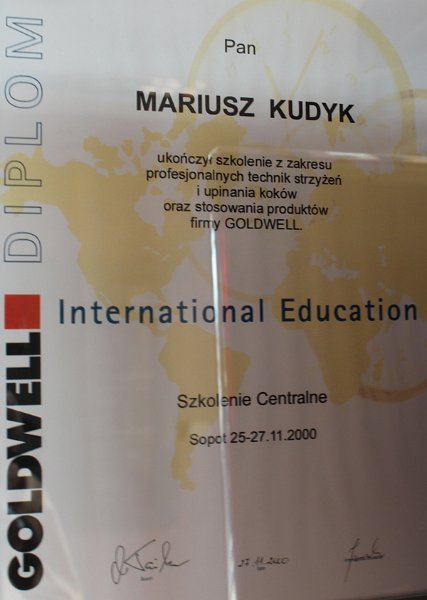 DIPLOM
GOLDWELL
Pan
MARIUSZ KUDYK
ukończył szkolenie z zakresu
profesjonalnych technik strzyżeń
i upinania koków
oraz stosowania produktów
firmy GOLDWELL.
International Education
Szkolenie Centralne
Sopot 25-27.11.2000